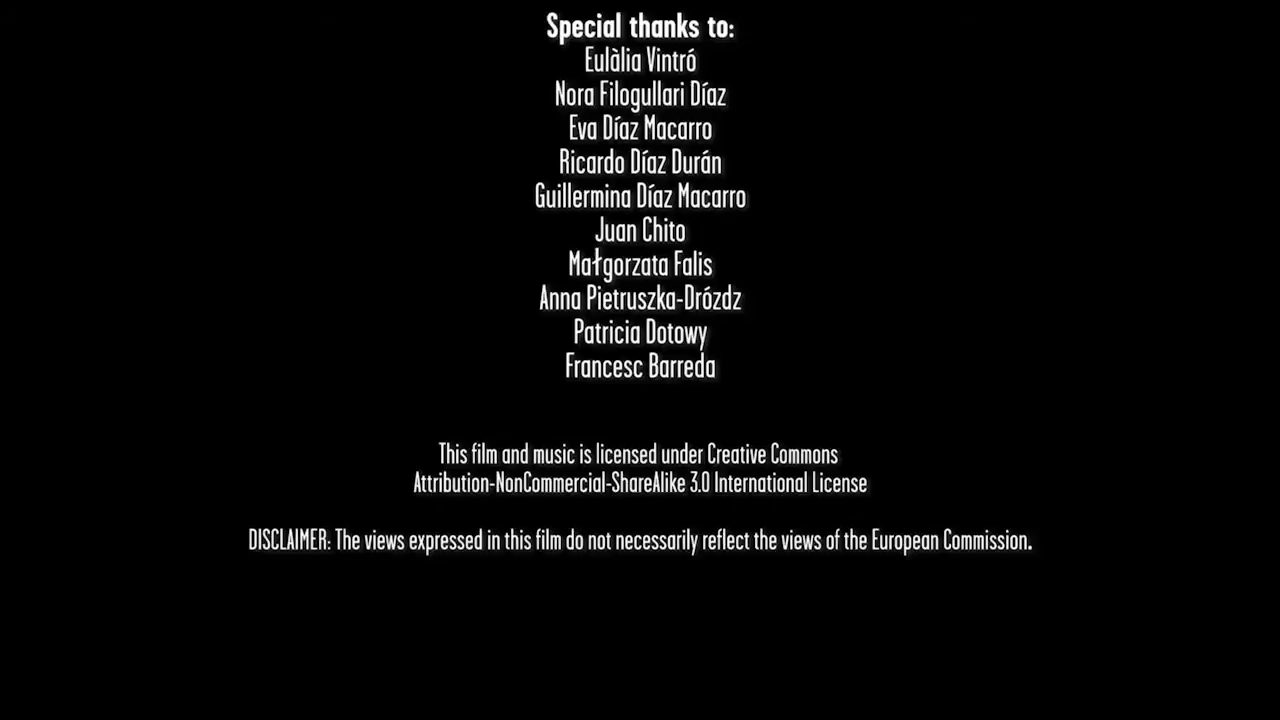 Special thanks to:
Eulàlia Vintró
Nora Filogullari Díaz
Eva Díaz Macarro
Ricardo Díaz Durán
Guillermina Díaz Macarro
Juan Chito
Małgorzata Falis
Anna Pietruszka-Drózdz
Patricia Dotowy
Francesc Barreda
This film and music is licensed under Creative Commons
Attribution-NonCommercial-ShareAlike 3.0 International License
DISCLAIMER: The views expressed in this film do not necessarily reflect the views of the European Commission.